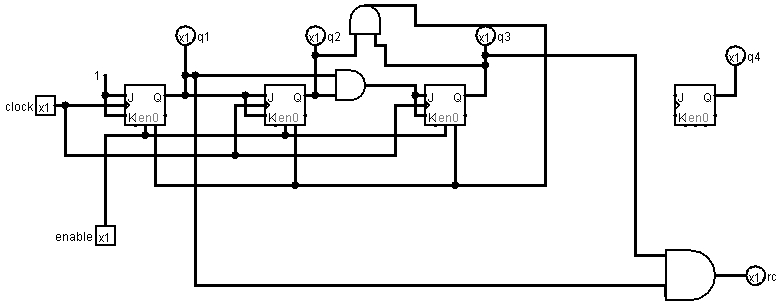 x1 q1 x1 q2 x1 q3 x1 q4
1
J Q J Q J Q J Q
clock x1
K en0 K en0 K en0 K en0
enable x1
x1 rc